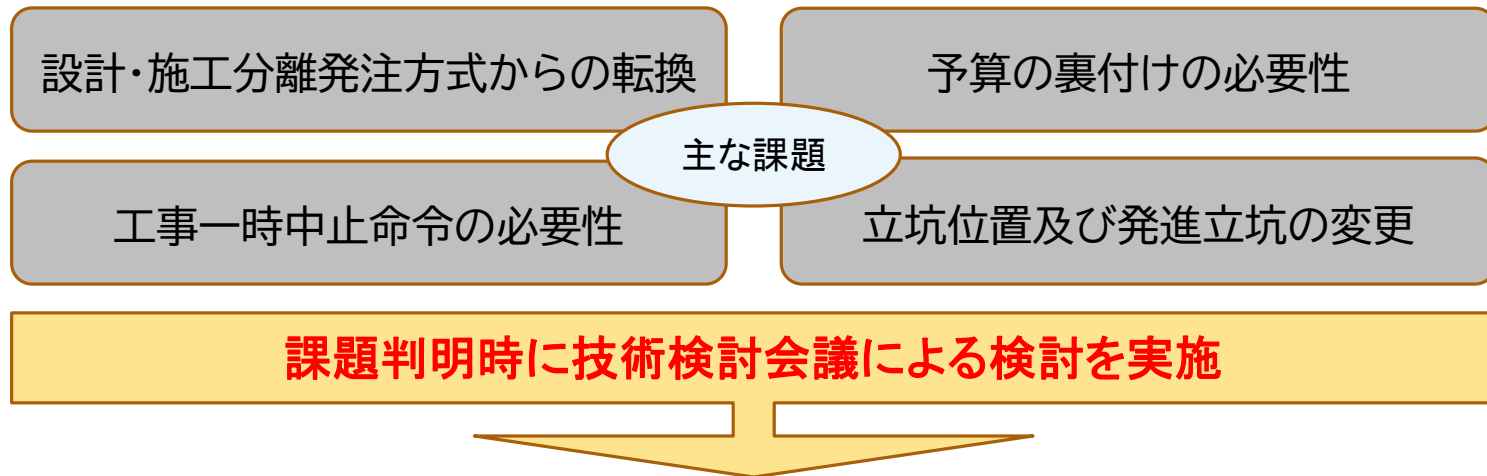 設計・施工分離発注方式からの転換
予算の裏付けの必要性
主な課題
工事一時中止命令の必要性
立坑位置及び発進立坑の変更
課題判明時に技術検討会議による検討を実施